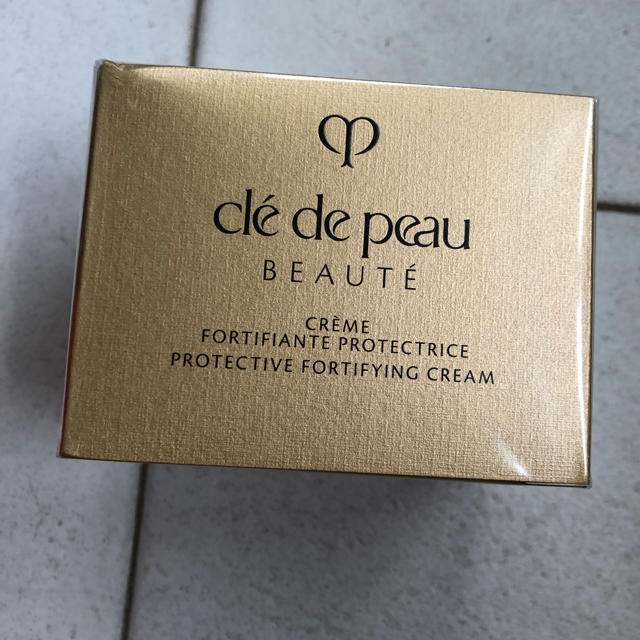 clé de peau
BEAUTÉ
CRÈME
FORTIFIANTE PROTECTRICE
PROTECTIVE FORTIFYING CREAM